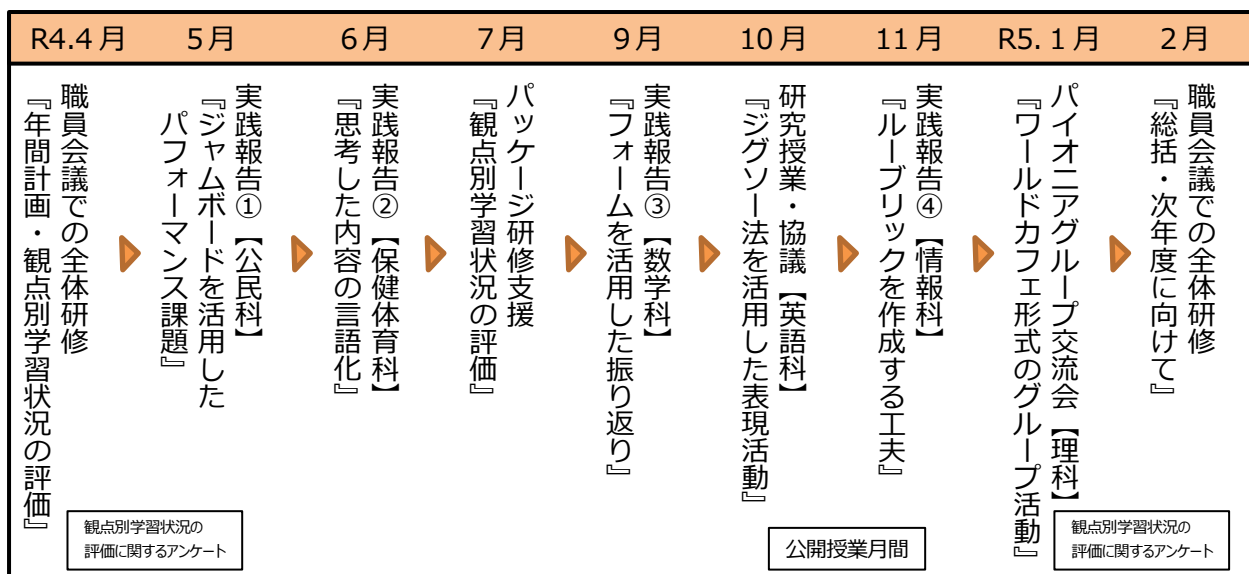 R4.4月
5月
6月
7月
9月
10月
11月
R5.1月
2月
職員会議での全体研修
『年間計画・観点別学習状況の評価』
実践報告①【公民科】
『ジャムボードを活用した
パフォーマンス課題』
実践報告②【保健体育科】
『思考した内容の言語化』
パッケージ研修支援
『観点別学習状況の評価』
実践報告③【数学科】
『フォームを活用した振り返り』
研究授業・協議【英語科】
『ジグソー法を活用した表現活動』
実践報告④【情報科】
『ルーブリックを作成する工夫』
パイオニアグループ交流会【理科】
『ワールドカフェ形式のグループ活動』
職員会議での全体研修
『総括・次年度に向けて』
観点別学習状況の
評価に関するアンケート
公開授業月間
観点別学習状況の
評価に関するアンケート